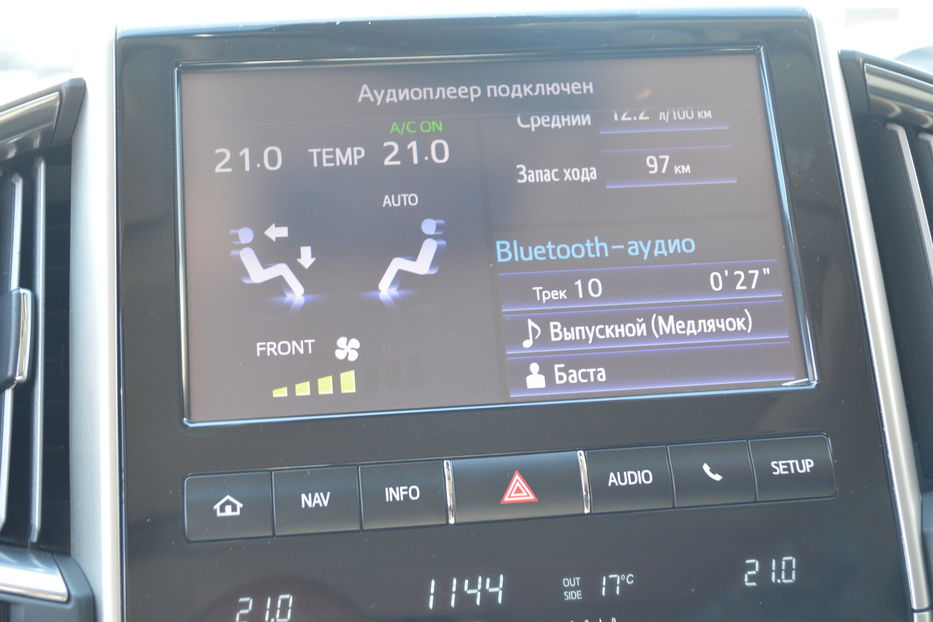 Аудиоплеер подключен
A/C ON
21.0 TEMP 21.0
AUTO
FRONT
Средний 12.2 л/100 км
Запас хода 97 км
Bluetooth-аудио
Трек 10 0'27"
Выпускной (Медлячок)
Баста
NAV INFO AUDIO SETUP
21.0 1144 OUT SIDE 17°C 21.0